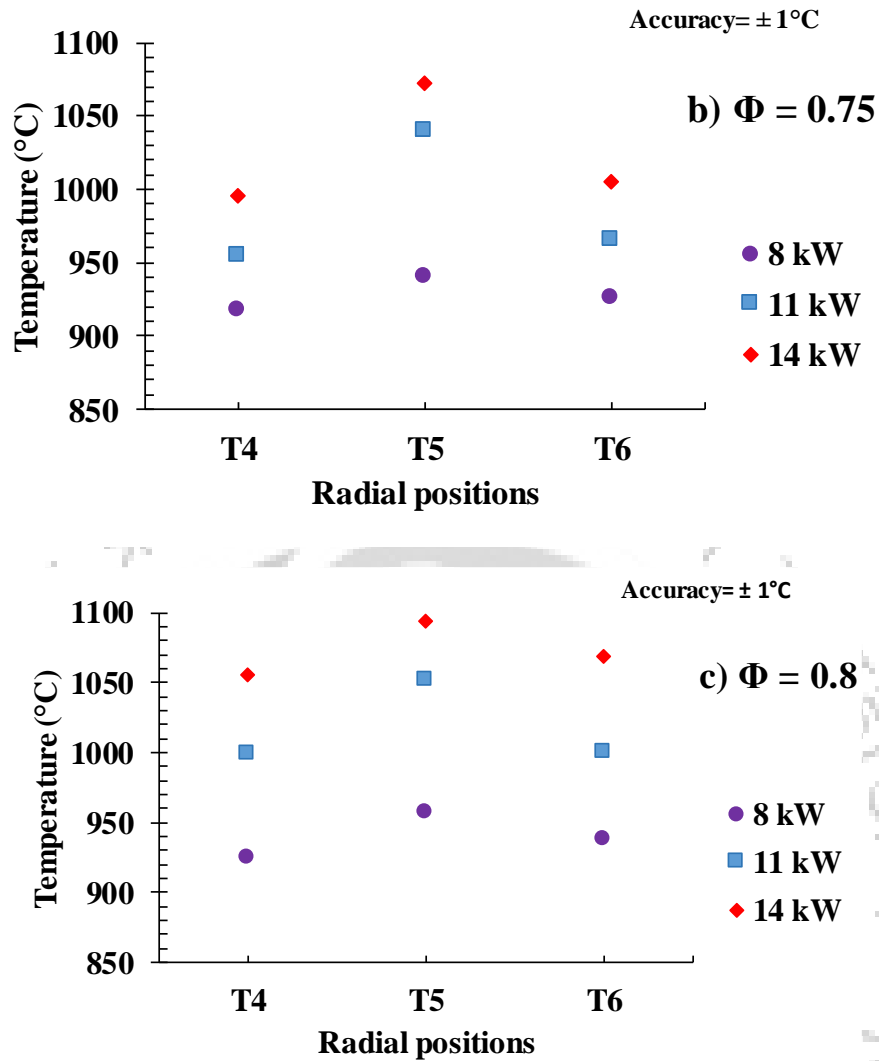 Accuracy= ± 1°C
1100
b) Φ = 0.75
1050
1000
950
900
850
Temperature (°C)
8 kW
11 kW
14 kW
T4 T5 T6
Radial positions
Accuracy= ± 1°C
1100
c) Φ = 0.8
1050
1000
950
900
850
Temperature (°C)
8 kW
11 kW
14 kW
T4 T5 T6
Radial positions